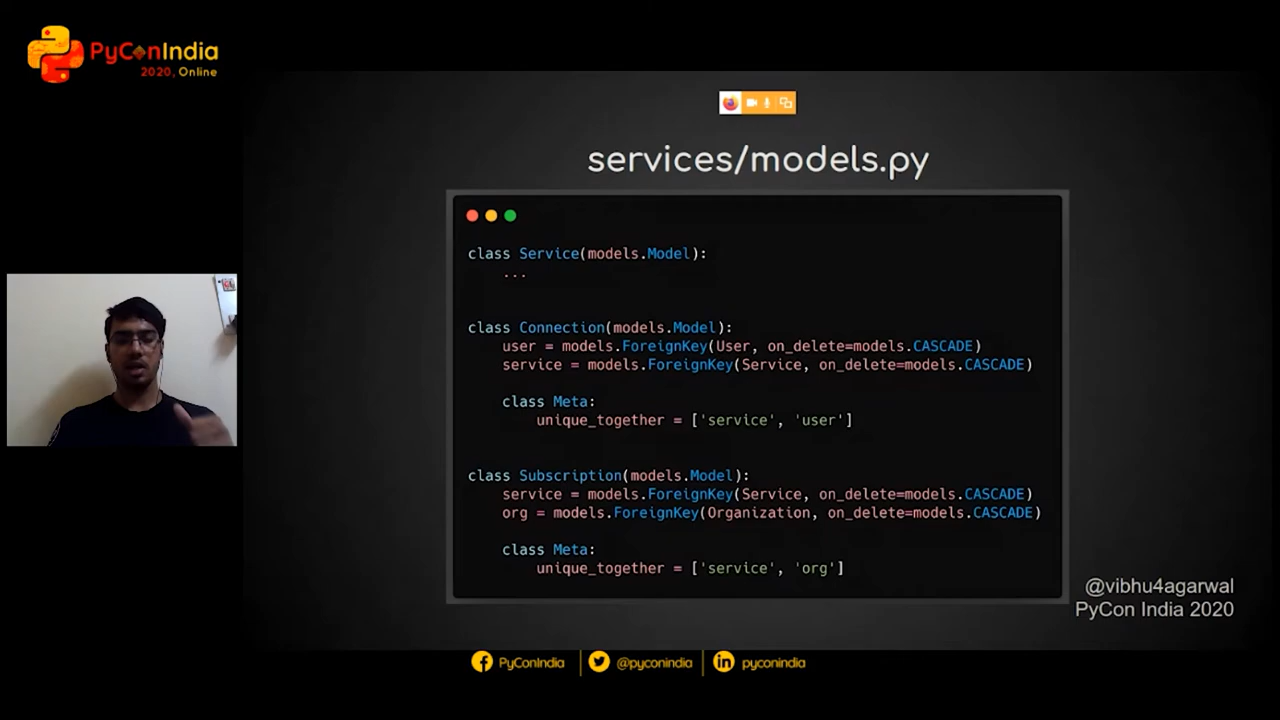 PyConIndia
2020, Online
services/models.py
class Service(models.Model):
    ...
class Connection(models.Model):
    user = models.ForeignKey(User, on_delete=models.CASCADE)
    service = models.ForeignKey(Service, on_delete=models.CASCADE)
    class Meta:
        unique_together = ['service', 'user']
class Subscription(models.Model):
    service = models.ForeignKey(Service, on_delete=models.CASCADE)
    org = models.ForeignKey(Organization, on_delete=models.CASCADE)
    class Meta:
        unique_together = ['service', 'org']
@vibhu4agarwal
PyCon India 2020
PyConIndia
@pyconindia
pyconindia